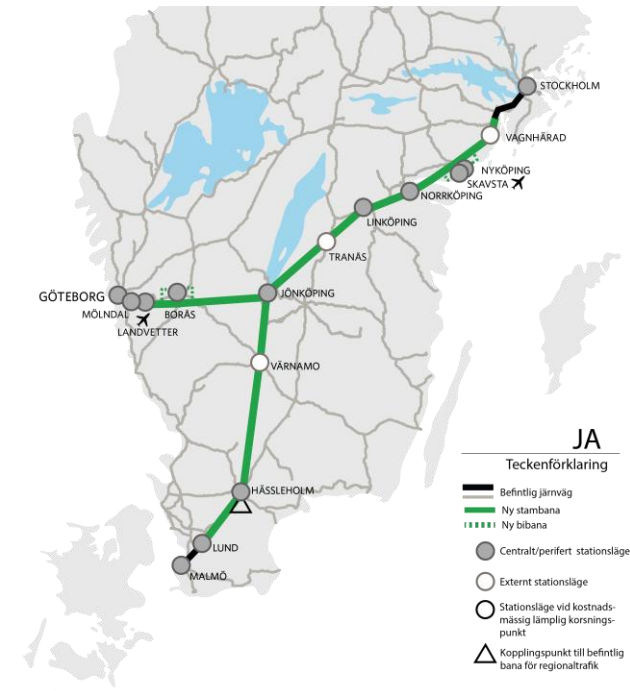 STOCKHOLM
VAGNHÄRAD
NYKÖPING
SKAVSTA
NORRKÖPING
LINKÖPING
TRANÅS
GÖTEBORG
JÖNKÖPING
MÖLNDAL
BORÅS
LANDVETTER
VÄRNAMO
HÄSSLEHOLM
LUND
MALMÖ
JA
Teckenförklaring
Befintlig järnväg
Ny stambana
Ny bibana
Centralt/perifert stationsläge
Externt stationsläge
Stationsläge vid kostnads-
mässig lämplig korsnings-
punkt
Kopplingspunkt till befintlig
bana för regionaltrafik